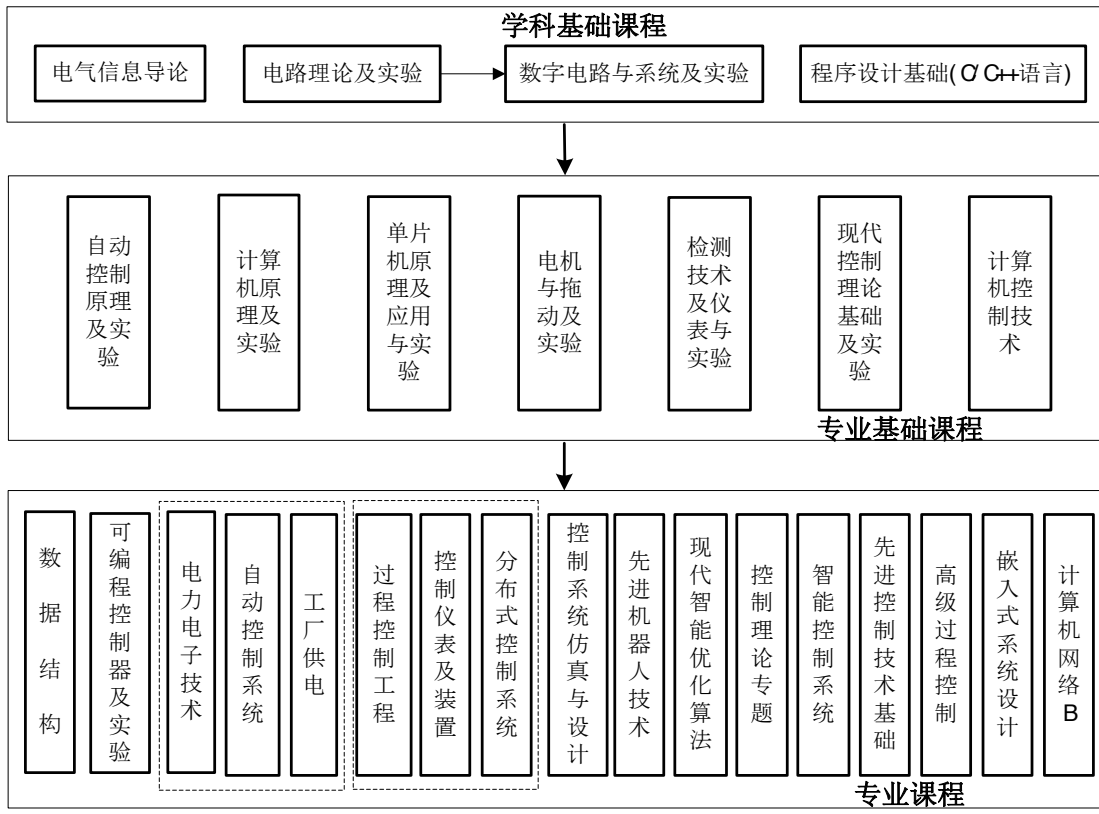 学科基础课程
电气信息导论
电路理论及实验
数字电路与系统及实验
程序设计基础(C/C++语言)
自动
控制
原理
及实
验
计算
机原
理及
实验
单片
机原
理及
应用
与实
验
电机
与拖
动及
实验
检测
技术
及仪
表与
实验
现代
控制
理论
基础
及实
验
计算
机控
制技
术
专业基础课程
数据结构
可编程控制器及实验
电力电子技术
自动控制系统
工厂供电
过程控制工程
控制仪表及装置
分布式控制系统
控制系统仿真与设计
先进机器人技术
现代智能优化算法
控制理论专题
智能控制系统
先进控制技术基础
高级过程控制
嵌入式系统设计
计算机网络B
专业课程